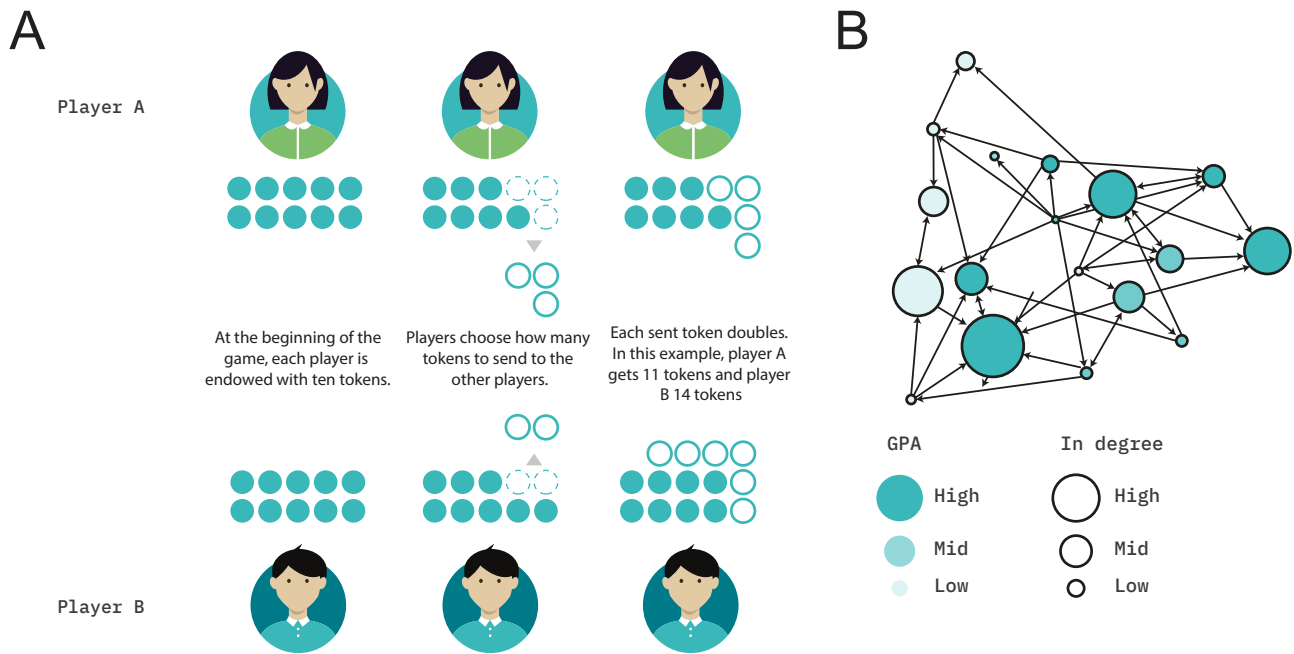 A
Player A
At the beginning of the
game, each player is
endowed with ten tokens.
Players choose how many
tokens to send to the
other players.
Each sent token doubles.
In this example, player A
gets 11 tokens and player
B 14 tokens
Player B
B
GPA
High
Mid
Low
In degree
High
Mid
Low